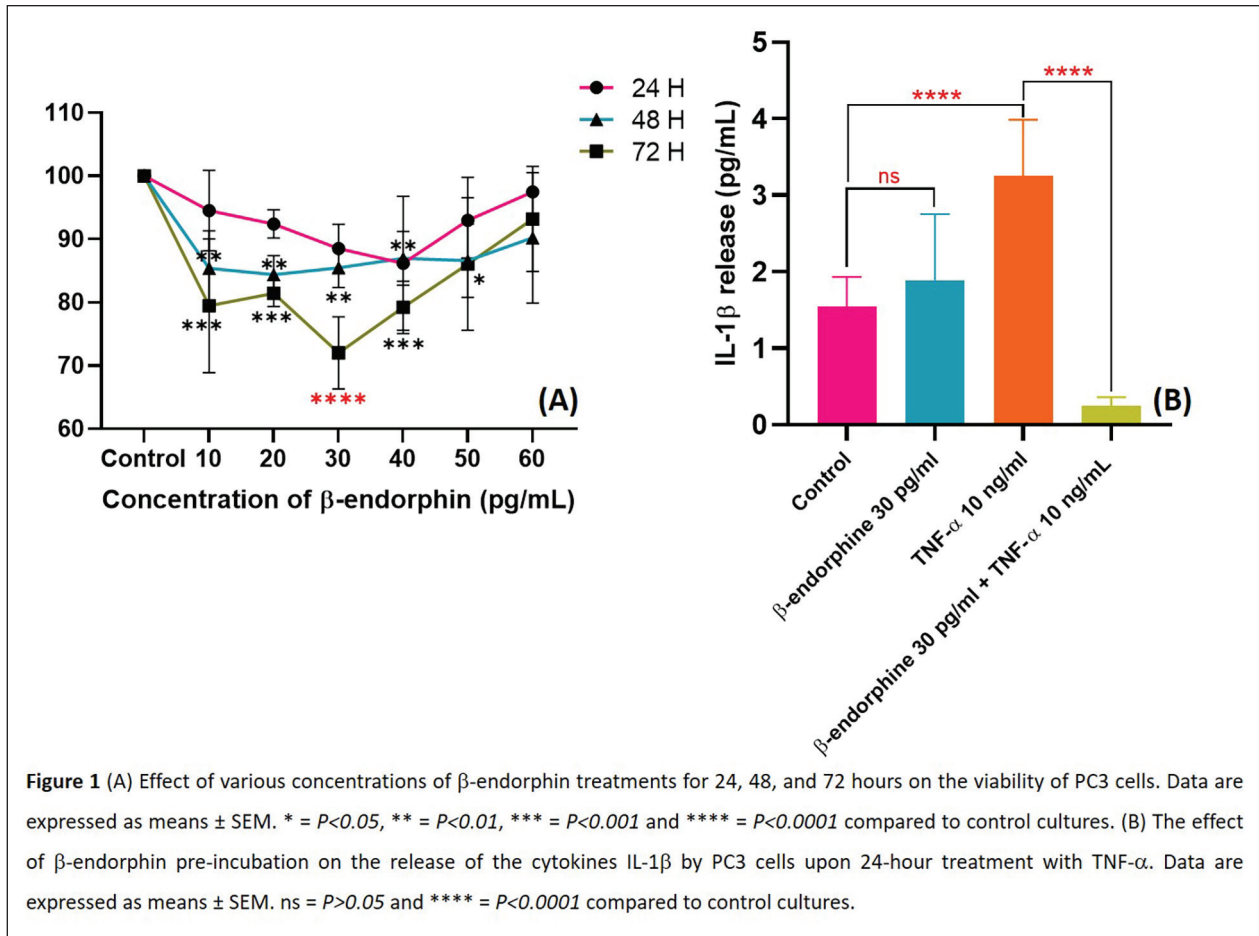 110
100
90
80
70
60
24 H
48 H
72 H
**
**
**
**
*
***
***
***
****
(A)
Control 10 20 30 40 50 60
Concentration of β-endorphin (pg/mL)
IL-1β release (pg/mL)
5
4
3
2
1
0
ns
****
****
(B)
Control
β-endorphine 30 pg/ml
TNF-α 10 ng/ml
β-endorphine 30 pg/ml + TNF-α 10 ng/mL
Figure 1 (A) Effect of various concentrations of β-endorphin treatments for 24, 48, and 72 hours on the viability of PC3 cells. Data are
expressed as means ± SEM. * = P<0.05, ** = P<0.01, *** = P<0.001 and **** = P<0.0001 compared to control cultures. (B) The effect
of β-endorphin pre-incubation on the release of the cytokines IL-1β by PC3 cells upon 24-hour treatment with TNF-α. Data are
expressed as means ± SEM. ns = P>0.05 and **** = P<0.0001 compared to control cultures.